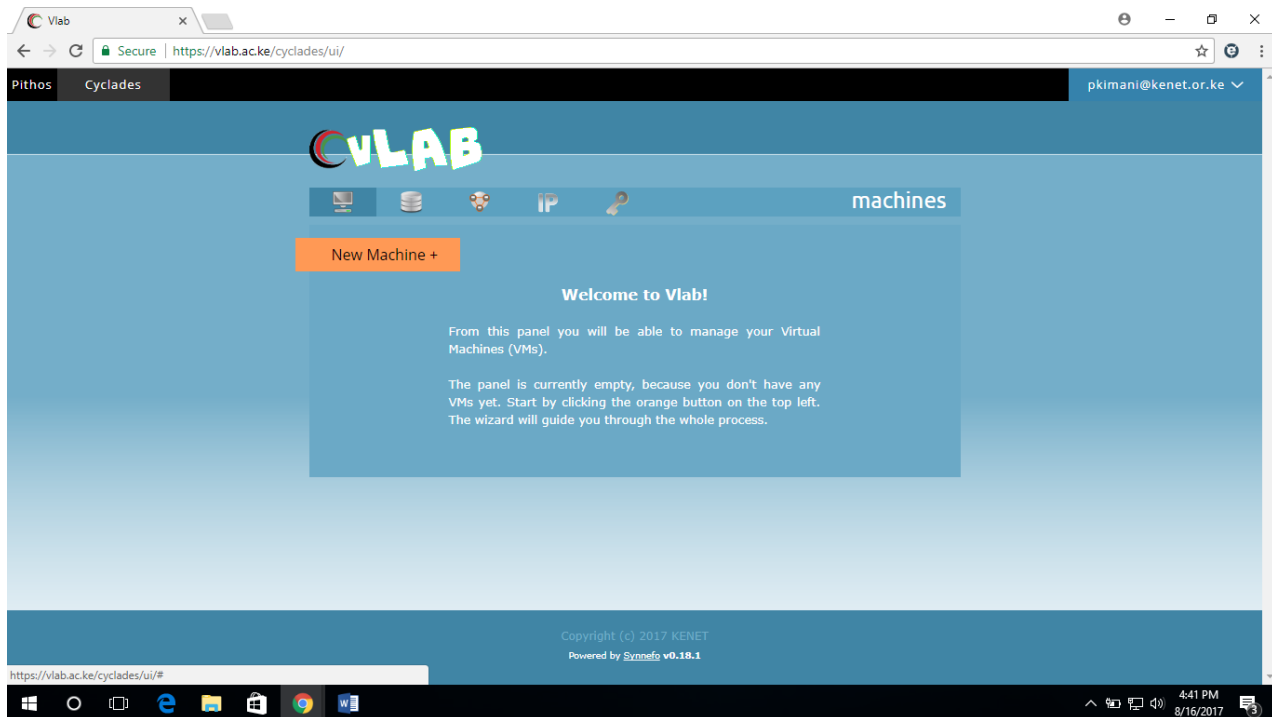 Vlab
Secure | https://vlab.ac.ke/cyclades/ui/
Pithos Cyclades pkimani@kenet.or.ke
VLAB
IP machines
New Machine +
Welcome to Vlab!
From this panel you will be able to manage your Virtual
Machines (VMs).
The panel is currently empty, because you don't have any
VMs yet. Start by clicking the orange button on the top left.
The wizard will guide you through the whole process.
Copyright (c) 2017 KENET
Powered by Synnefo v0.18.1
https://vlab.ac.ke/cyclades/ui/#
4:41 PM
8/16/2017
3